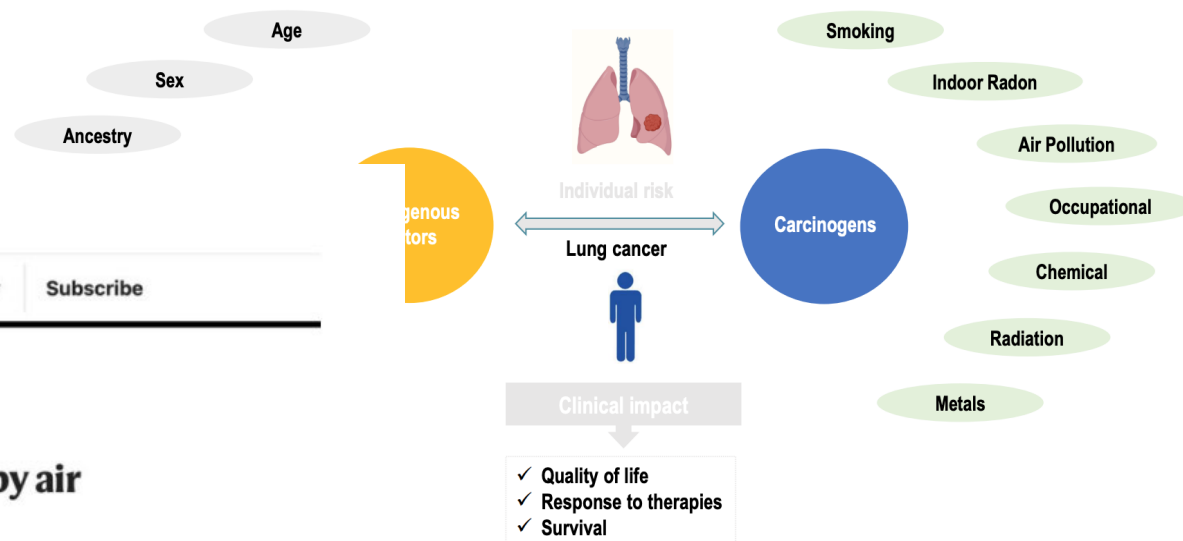 Age
Sex
Ancestry
Subscribe
by air
genous
tors
Individual risk
Lung cancer
Clinical impact
Quality of life
Response to therapies
Survival
Carcinogens
Smoking
Indoor Radon
Air Pollution
Occupational
Chemical
Radiation
Metals